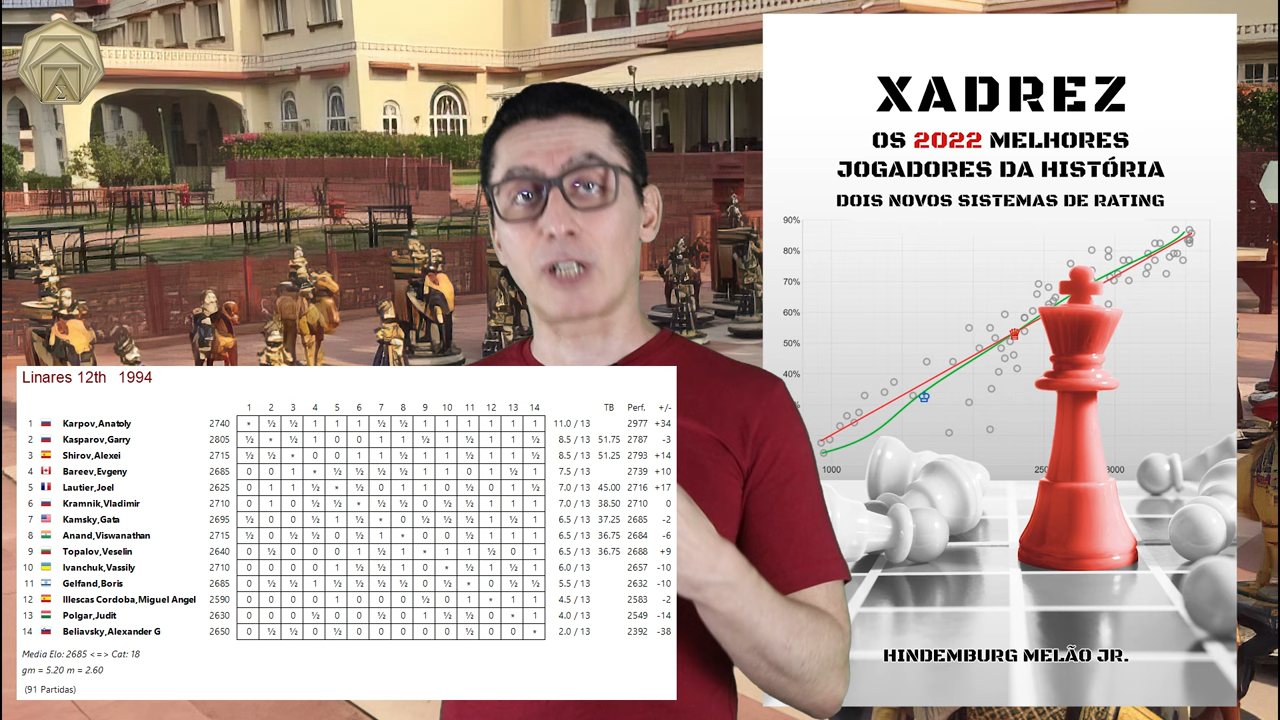 XADREZ
OS 2022 MELHORES
JOGADORES DA HISTÓRIA
DOIS NOVOS SISTEMAS DE RATING
90%
80%
70%
60%
50%
40%
1000 3000
HINDEMBURG MELÃO JR.
Σ
Linares 12th 1994
1 2 3 4 5 6 7 8 9 10 11 12 13 14 TB Perf. +/-
1 Karpov,Anatoly 2740 * ½ ½ 1 1 1 ½ ½ 1 1 1 1 1 1 11.0 / 13 2977 +34
2 Kasparov,Garry 2805 ½ * ½ 1 0 0 1 1 ½ 1 ½ 1 1 ½ 8.5 / 13 51.75 2787 -3
3 Shirov,Alexei 2715 ½ ½ * 0 0 1 1 ½ 1 1 ½ 1 1 ½ 8.5 / 13 51.25 2793 +14
4 Bareev,Evgeny 2685 0 0 1 * ½ ½ ½ ½ 1 1 0 1 ½ 1 7.5 / 13 2739 +10
5 Lautier,Joel 2625 0 1 1 ½ * ½ 0 1 1 0 ½ 0 1 ½ 7.0 / 13 45.00 2716 +17
6 Kramnik,Vladimir 2710 0 1 0 ½ ½ * ½ ½ 0 ½ ½ 1 1 1 7.0 / 13 38.50 2710 0
7 Kamsky,Gata 2695 ½ 0 0 ½ 1 ½ * 0 ½ ½ ½ 1 ½ 1 6.5 / 13 37.25 2685 -2
8 Anand,Viswanathan 2715 ½ 0 ½ ½ 0 ½ 1 * 0 0 ½ 1 1 1 6.5 / 13 36.75 2684 -6
9 Topalov,Veselin 2640 0 ½ 0 0 0 1 ½ 1 * 1 1 ½ 0 1 6.5 / 13 36.75 2688 +9
10 Ivanchuk,Vassily 2710 0 0 0 0 1 ½ ½ 1 0 * ½ 1 ½ 1 6.0 / 13 2657 -10
11 Gelfand,Boris 2685 0 ½ ½ 1 ½ ½ ½ ½ 0 ½ * 0 ½ ½ 5.5 / 13 2632 -10
12 Illescas Cordoba,Miguel Angel 2590 0 0 0 0 1 0 0 0 ½ 0 1 * 1 1 4.5 / 13 2583 -2
13 Polgar,Judit 2630 0 0 0 ½ 0 0 ½ 0 1 ½ ½ 0 * 1 4.0 / 13 2549 -14
14 Beliavsky,Alexander G 2650 0 ½ ½ 0 ½ 0 0 0 0 0 ½ 0 0 * 2.0 / 13 2392 -38
Media Elo: 2685 <=> Cat: 18
gm = 5.20 m = 2.60
(91 Partidas)